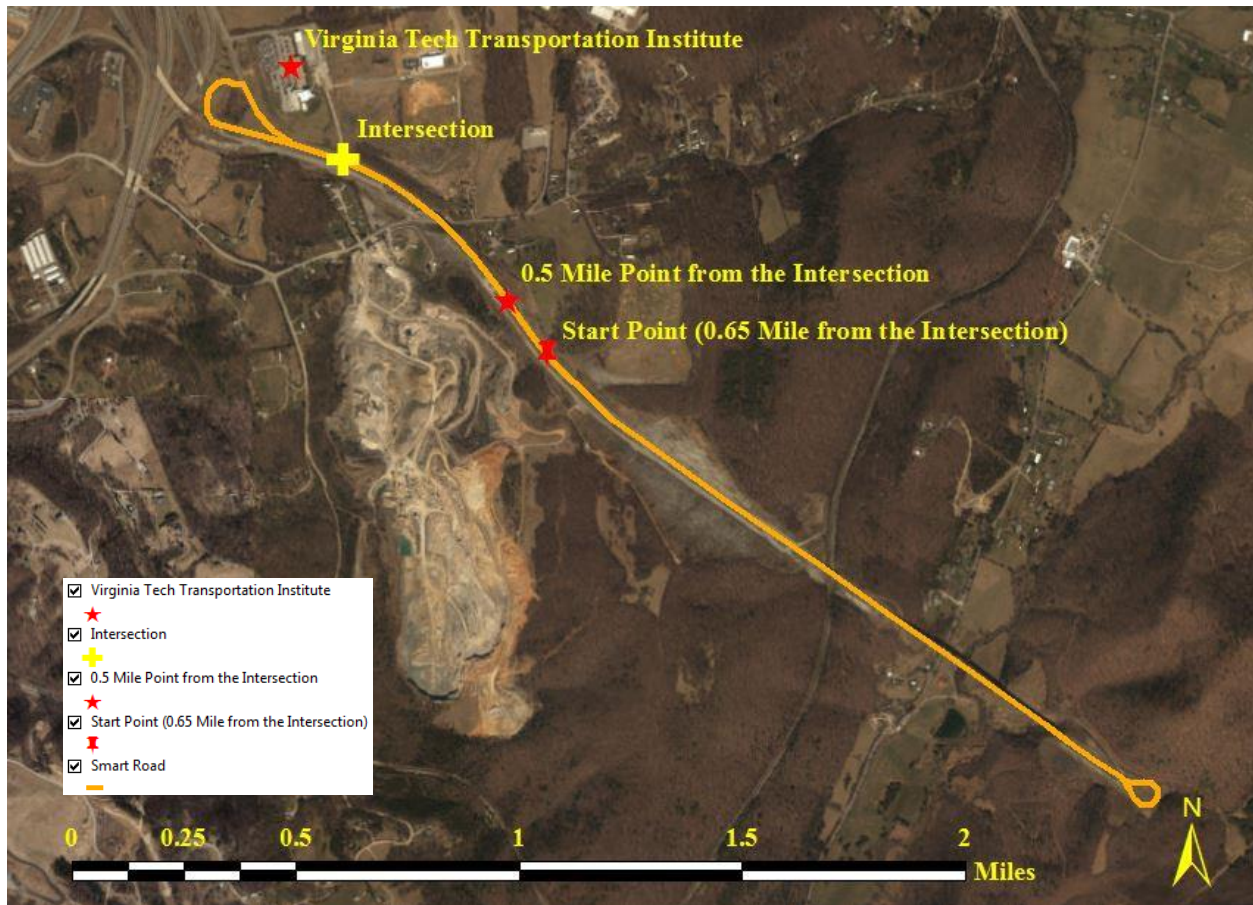 Virginia Tech Transportation Institute
Intersection
0.5 Mile Point from the Intersection
Start Point (0.65 Mile from the Intersection)
Virginia Tech Transportation Institute
Intersection
0.5 Mile Point from the Intersection
Start Point (0.65 Mile from the Intersection)
Smart Road
0 0.25 0.5 1 1.5 2
Miles
N